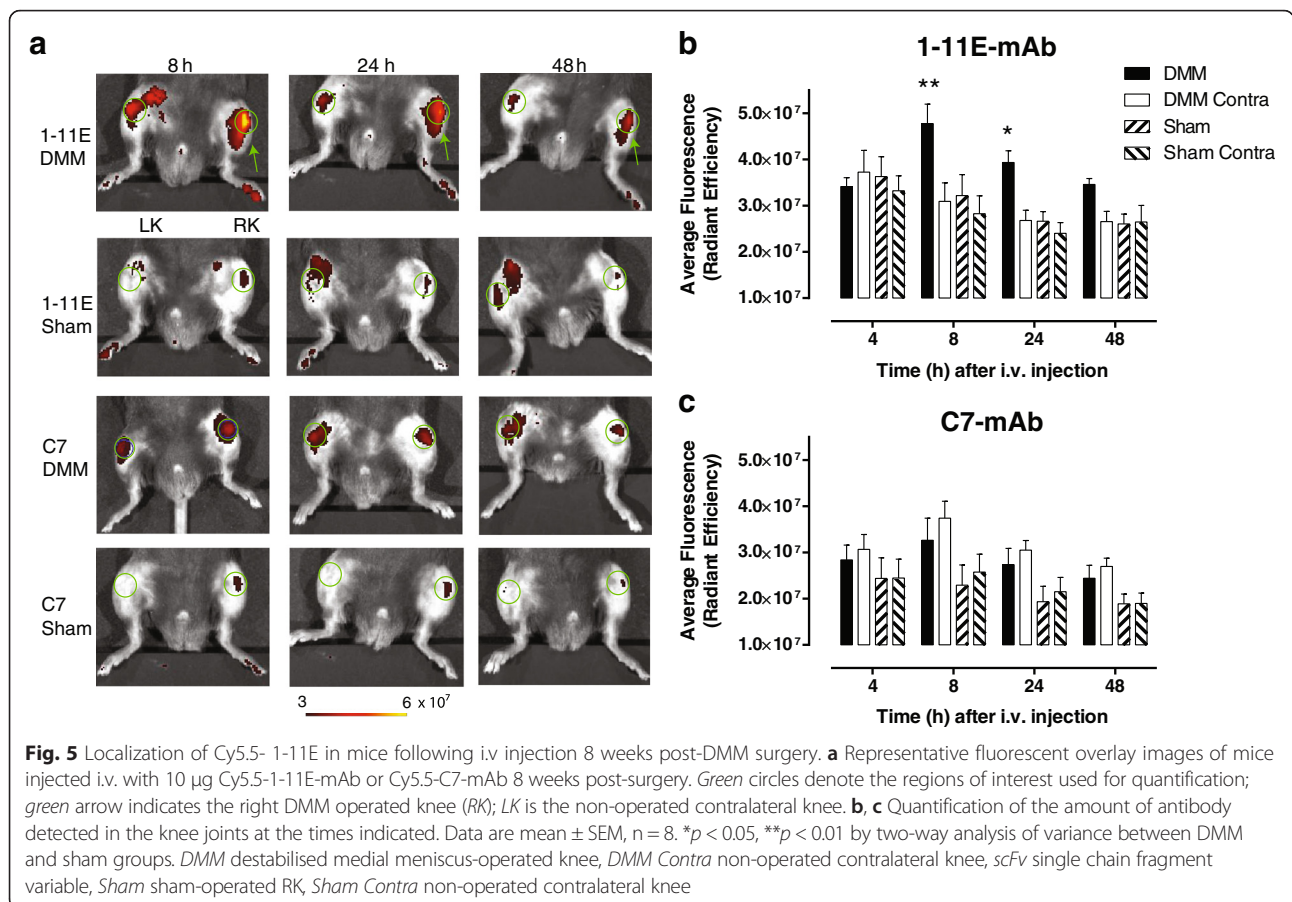 a
8 h
24 h
48 h
1-11E
DMM
LK
RK
1-11E
Sham
C7
DMM
C7
Sham
3
6 x 10⁷
b
1-11E-mAb
DMM
DMM Contra
Sham
Sham Contra
Average Fluorescence
(Radiant Efficiency)
5.0×10⁷
4.0×10⁷
3.0×10⁷
2.0×10⁷
1.0×10⁷
**
*
4
8
24
48
Time (h) after i.v. injection
c
C7-mAb
Average Fluorescence
(Radiant Efficiency)
5.0×10⁷
4.0×10⁷
3.0×10⁷
2.0×10⁷
1.0×10⁷
4
8
24
48
Time (h) after i.v. injection
Fig. 5 Localization of Cy5.5- 1-11E in mice following i.v injection 8 weeks post-DMM surgery. a Representative fluorescent overlay images of mice
injected i.v. with 10 μg Cy5.5-1-11E-mAb or Cy5.5-C7-mAb 8 weeks post-surgery. Green circles denote the regions of interest used for quantification;
green arrow indicates the right DMM operated knee (RK); LK is the non-operated contralateral knee. b, c Quantification of the amount of antibody
detected in the knee joints at the times indicated. Data are mean ± SEM, n = 8. *p < 0.05, **p < 0.01 by two-way analysis of variance between DMM
and sham groups. DMM destabilised medial meniscus-operated knee, DMM Contra non-operated contralateral knee, scFv single chain fragment
variable, Sham sham-operated RK, Sham Contra non-operated contralateral knee